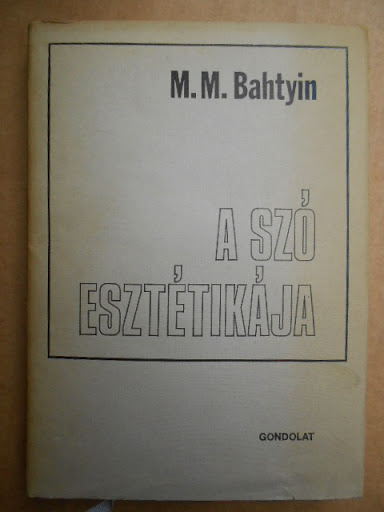 M. M. Bahtyin
A SZÓ
ESZTÉTIKÁJA
GONDOLAT